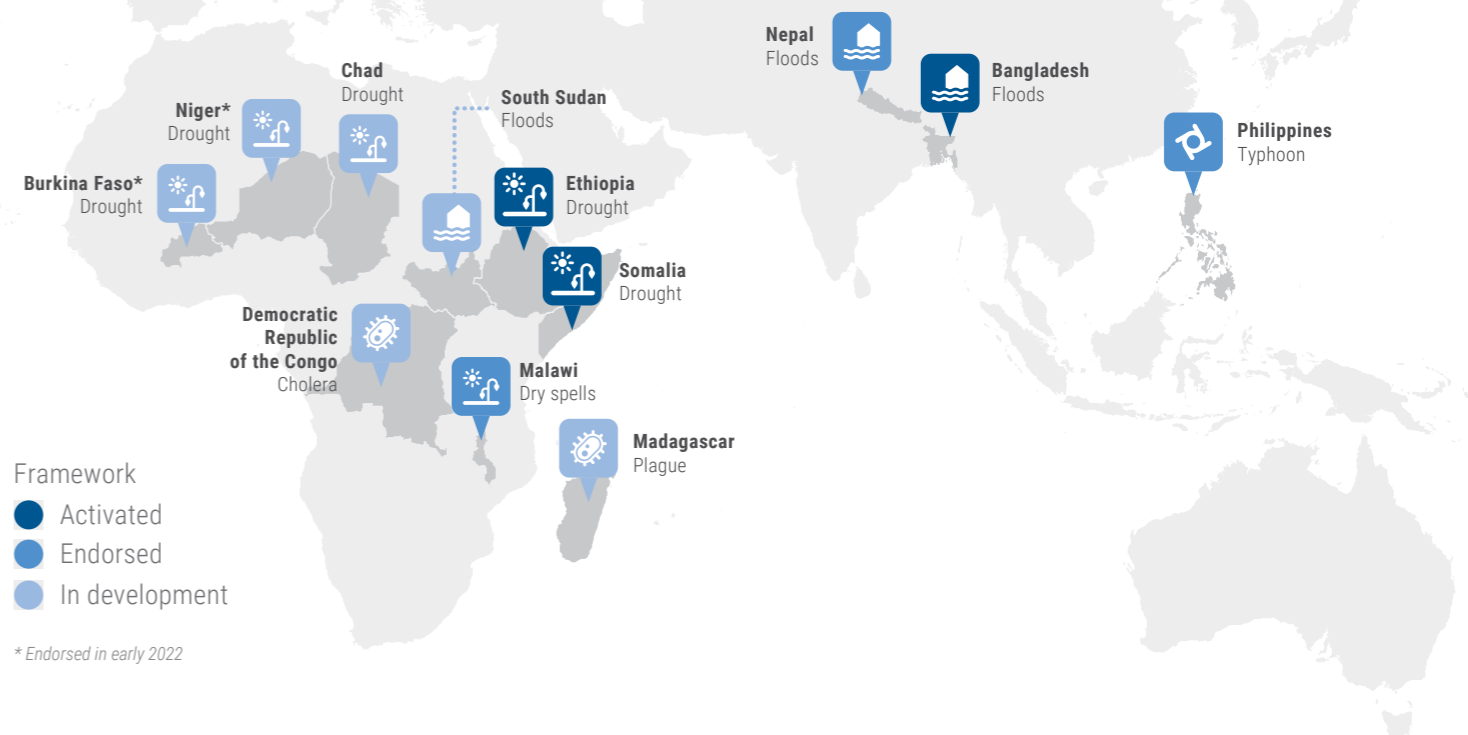 Nepal
Floods
Bangladesh
Floods
Chad
Drought
South Sudan
Floods
Niger*
Drought
Philippines
Typhoon
Burkina Faso*
Drought
Ethiopia
Drought
Somalia
Drought
Democratic
Republic
of the Congo
Cholera
Malawi
Dry spells
Madagascar
Plague
Framework
Activated
Endorsed
In development
* Endorsed in early 2022